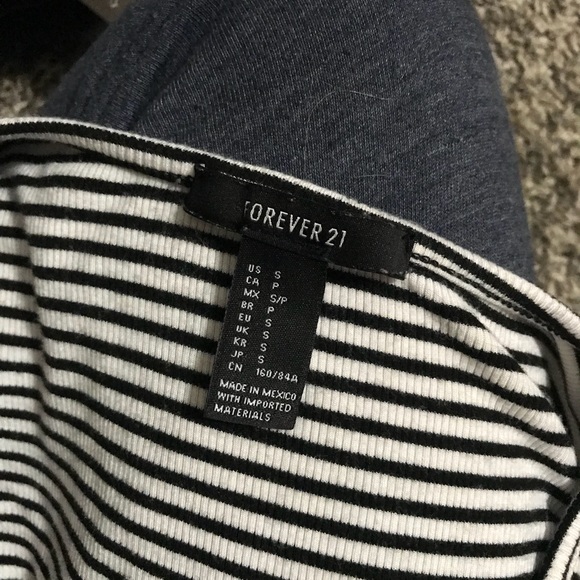 FOREVER 21
US S
CA P
MX S/P
BR P
EU S
UK S
KR S
JP S
CN 160/84A
MADE IN MEXICO
WITH IMPORTED
MATERIALS